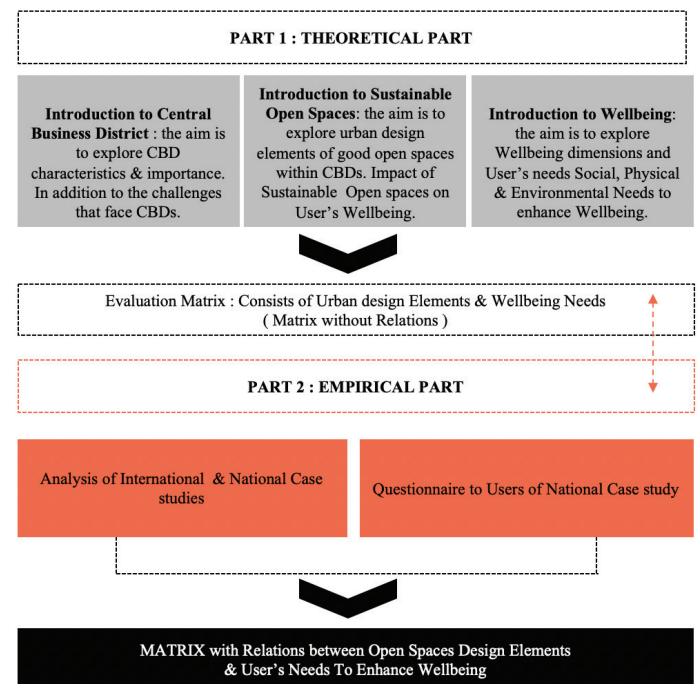 PART 1 : THEORETICAL PART
Introduction to Central
Business District : the aim is
to explore CBD
characteristics & importance.
In addition to the challenges
that face CBDs.
Introduction to Sustainable
Open Spaces: the aim is to
explore urban design
elements of good open spaces
within CBDs. Impact of
Sustainable Open spaces on
User's Wellbeing.
Introduction to Wellbeing:
the aim is to explore
Wellbeing dimensions and
User's needs Social, Physical
& Environmental Needs to
enhance Wellbeing.
Evaluation Matrix : Consists of Urban design Elements & Wellbeing Needs
( Matrix without Relations )
PART 2 : EMPIRICAL PART
Analysis of International & National Case
studies
Questionnaire to Users of National Case study
MATRIX with Relations between Open Spaces Design Elements
& User's Needs To Enhance Wellbeing